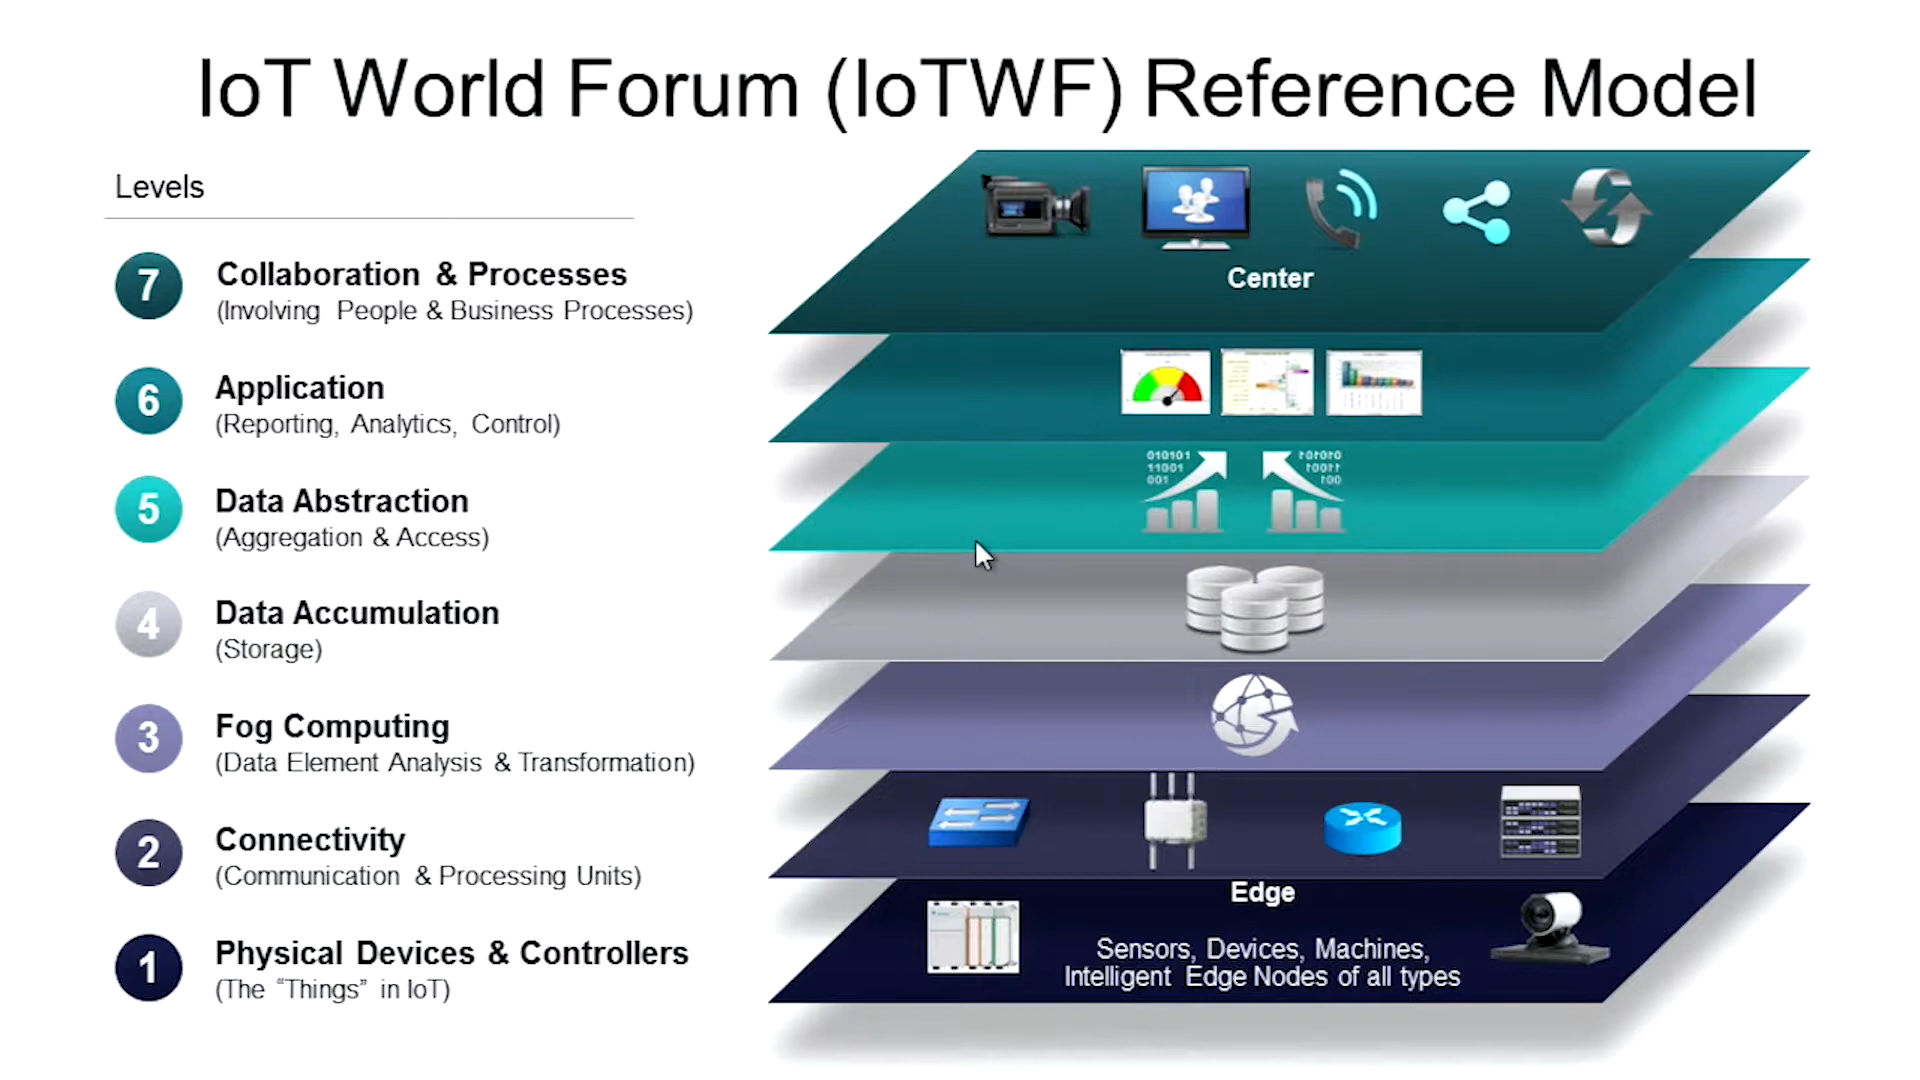 IoT World Forum (IoTWF) Reference Model
Levels
7
Collaboration & Processes
(Involving People & Business Processes)
6
Application
(Reporting, Analytics, Control)
5
Data Abstraction
(Aggregation & Access)
4
Data Accumulation
(Storage)
3
Fog Computing
(Data Element Analysis & Transformation)
2
Connectivity
(Communication & Processing Units)
1
Physical Devices & Controllers
(The “Things” in IoT)
Center
010101
11001
001
Edge
Sensors, Devices, Machines,
Intelligent Edge Nodes of all types